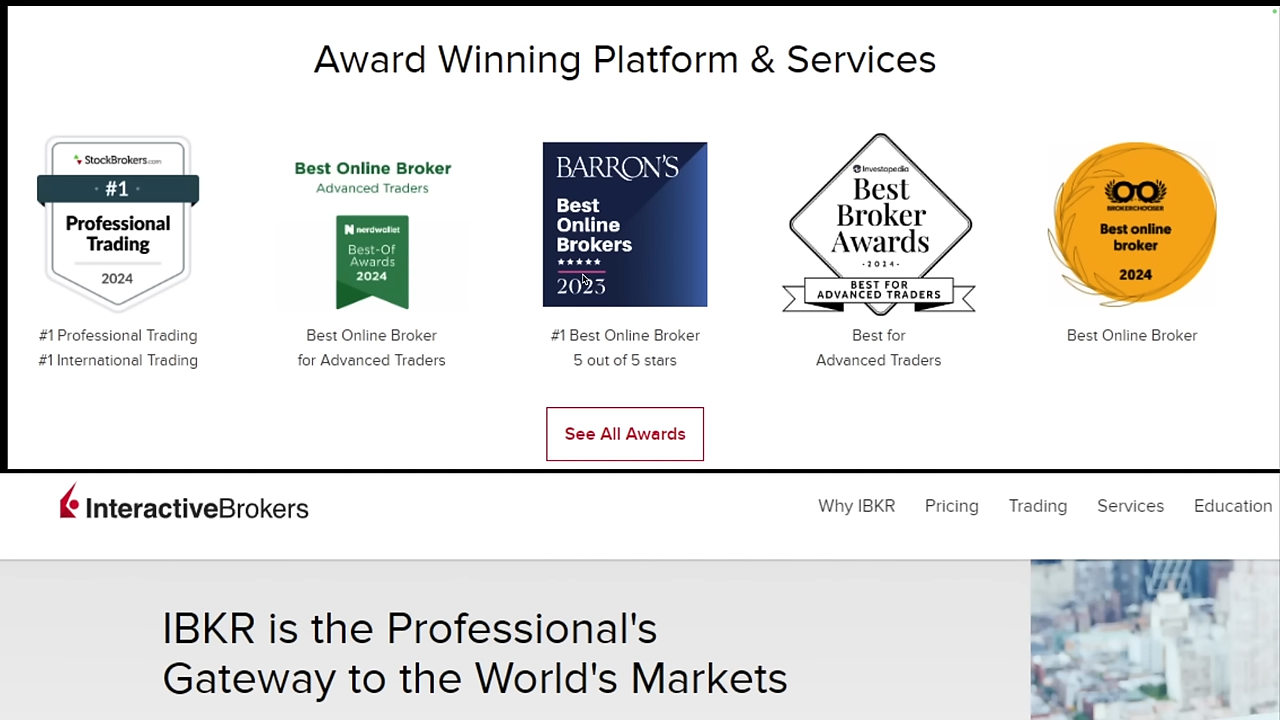 Award Winning Platform & Services
StockBrokers.com
#1
Professional
Trading
2024
#1 Professional Trading
#1 International Trading
Best Online Broker
Advanced Traders
nerdwallet
Best-Of
Awards
2024
Best Online Broker
for Advanced Traders
BARRON'S
Best
Online
Brokers
2023
#1 Best Online Broker
5 out of 5 stars
Investopedia
Best
Broker
Awards
-2024-
BEST FOR
ADVANCED TRADERS
Best for
Advanced Traders
BROKERCHOOSER
Best online
broker
2024
Best Online Broker
See All Awards
InteractiveBrokers
Why IBKR Pricing Trading Services Education
IBKR is the Professional's
Gateway to the World's Markets